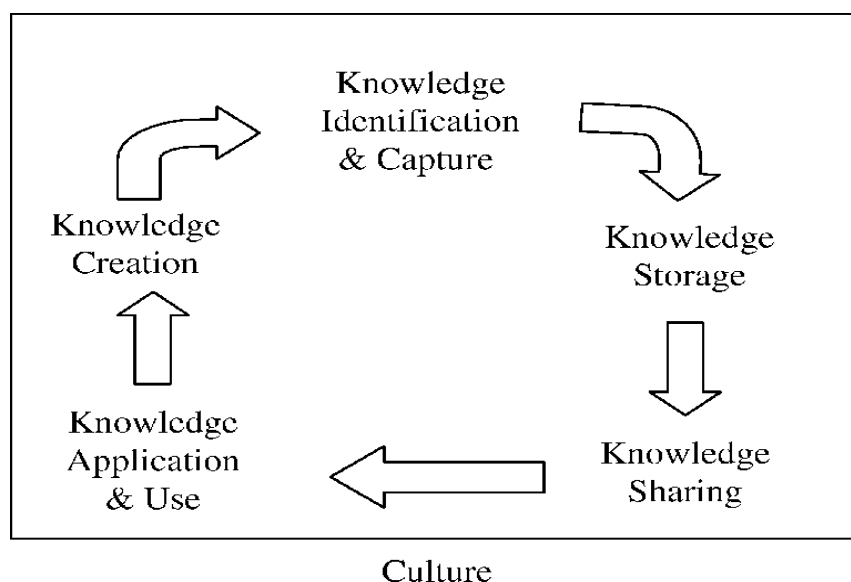 Knowledge
Identification
& Capture
Knowledge
Storage
Knowledge
Sharing
Knowledge
Application
& Use
Knowledge
Creation
Culture